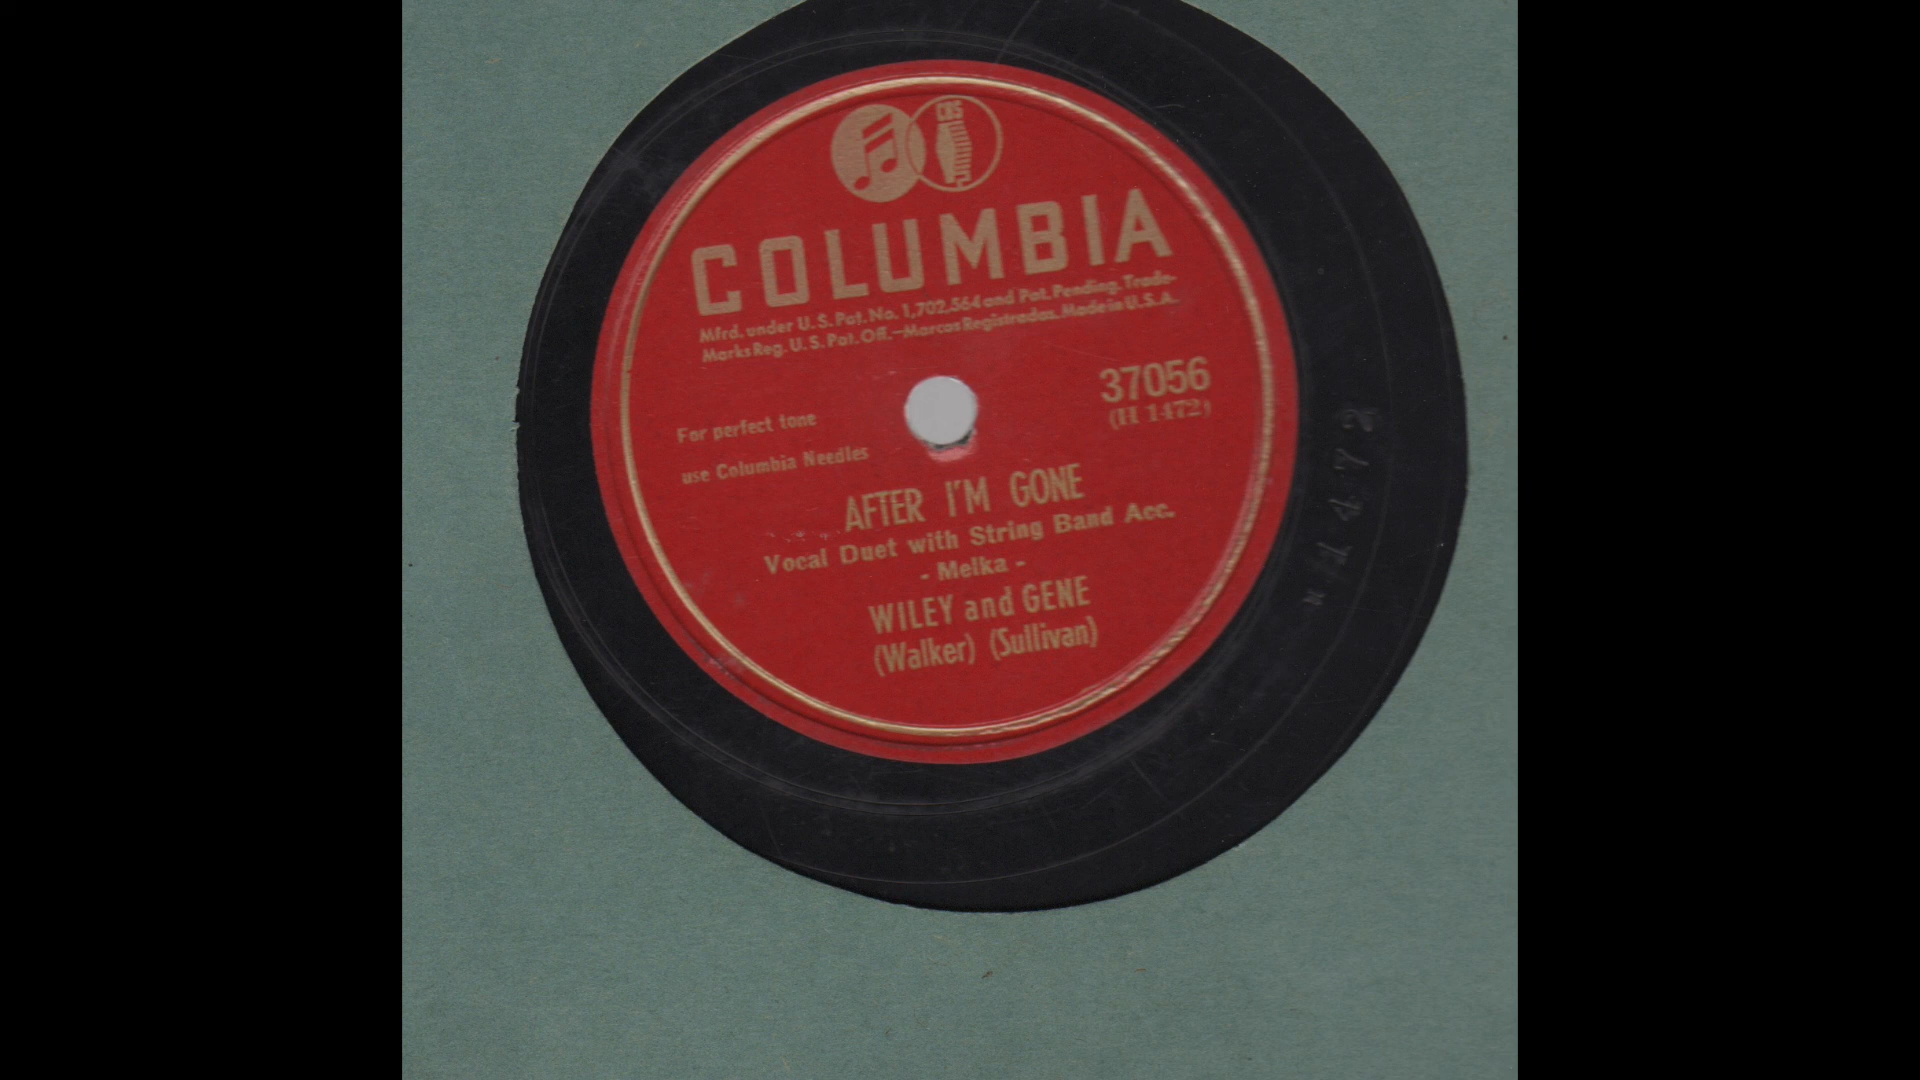 CBS
COLUMBIA
Mfrd. under U. S. Pat. No. 1,702,564 and Pat. Pending. Trade-
Marks Reg. U. S. Pat. Off.—Marcas Registradas. Made in U. S. A.
37056
(H 1472)
For perfect tone
use Columbia Needles
AFTER I'M GONE
Vocal Duet with String Band Acc.
- Melka -
WILEY and GENE
(Walker) (Sullivan)
H 1472